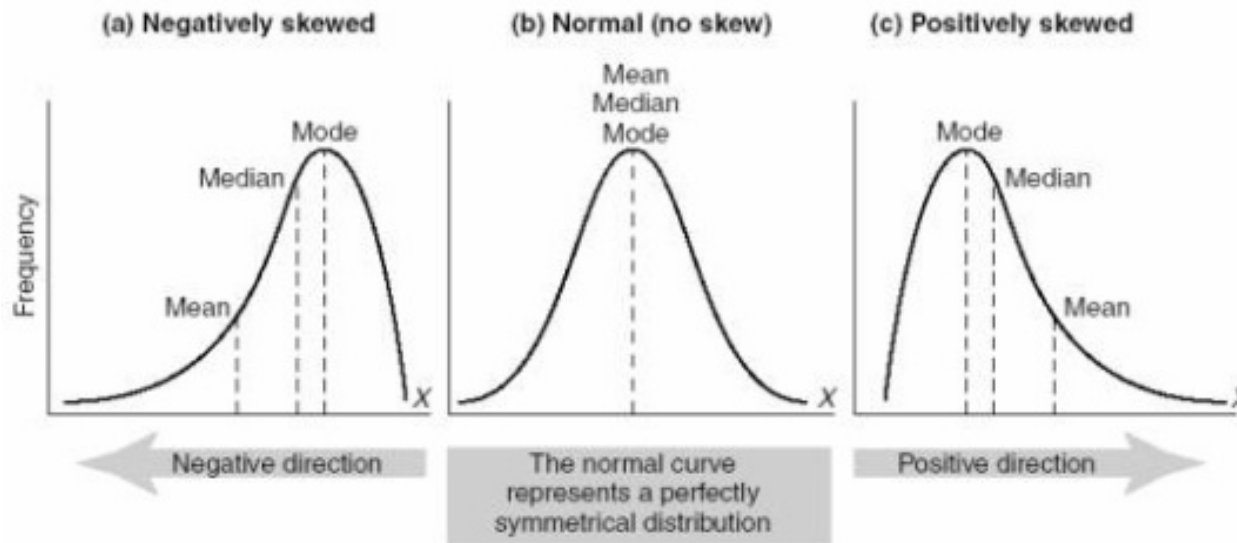 (a) Negatively skewed
(b) Normal (no skew)
(c) Positively skewed
Frequency
Mean
Median
Mode
X
Mean
Median
Mode
X
Mode
Median
Mean
X
Negative direction
The normal curve
represents a perfectly
symmetrical distribution
Positive direction